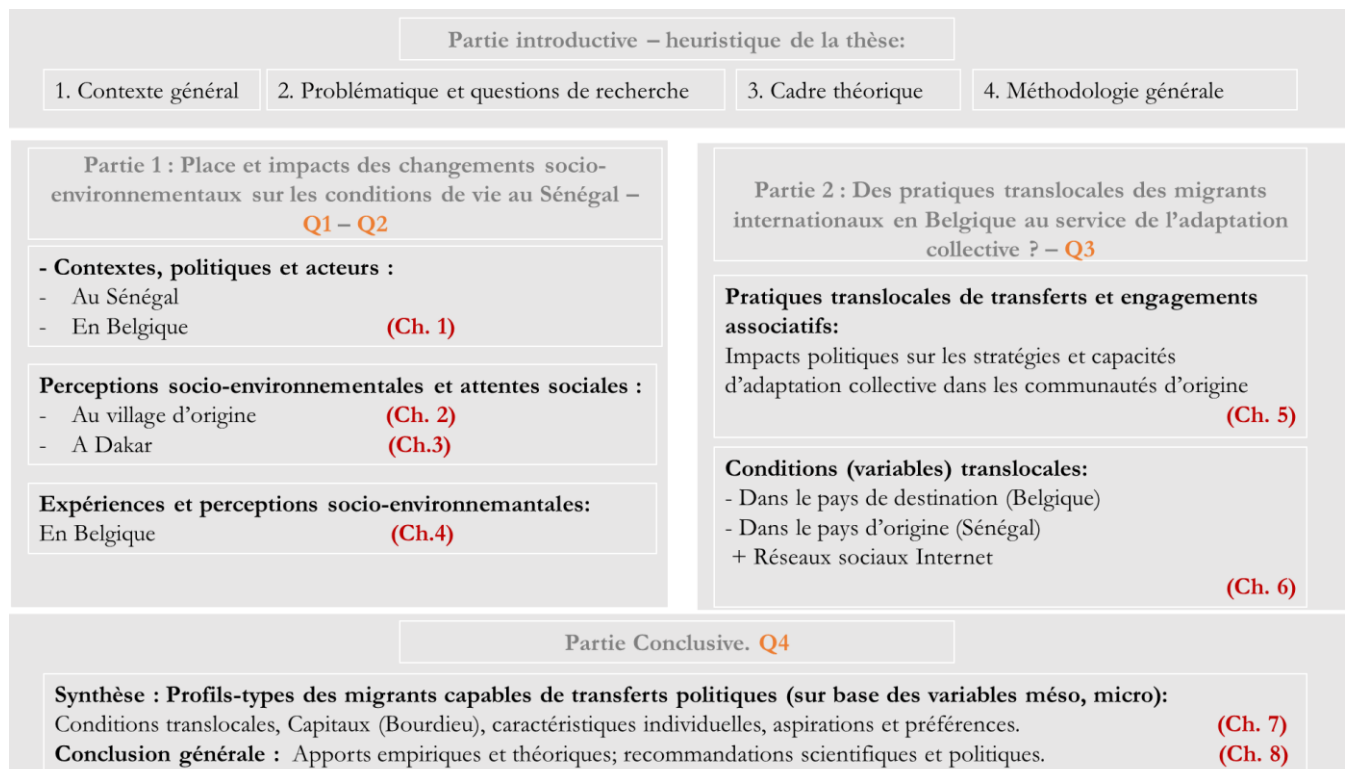 Partie introductive – heuristique de la thèse:
1. Contexte général
2. Problématique et questions de recherche
3. Cadre théorique
4. Méthodologie générale
Partie 1 : Place et impacts des changements socio-
environnementaux sur les conditions de vie au Sénégal –
Q1 – Q2
- Contextes, politiques et acteurs :
- Au Sénégal
- En Belgique (Ch. 1)
Perceptions socio-environnementales et attentes sociales :
- Au village d’origine (Ch. 2)
- A Dakar (Ch.3)
Expériences et perceptions socio-environnemantales:
En Belgique (Ch.4)
Partie 2 : Des pratiques translocales des migrants
internationaux en Belgique au service de l’adaptation
collective ? – Q3
Pratiques translocales de transferts et engagements
associatifs:
Impacts politiques sur les stratégies et capacités
d’adaptation collective dans les communautés d’origine
(Ch. 5)
Conditions (variables) translocales:
- Dans le pays de destination (Belgique)
- Dans le pays d’origine (Sénégal)
+ Réseaux sociaux Internet
(Ch. 6)
Partie Conclusive. Q4
Synthèse : Profils-types des migrants capables de transferts politiques (sur base des variables méso, micro):
Conditions translocales, Capitaux (Bourdieu), caractéristiques individuelles, aspirations et préférences. (Ch. 7)
Conclusion générale : Apports empiriques et théoriques; recommandations scientifiques et politiques. (Ch. 8)